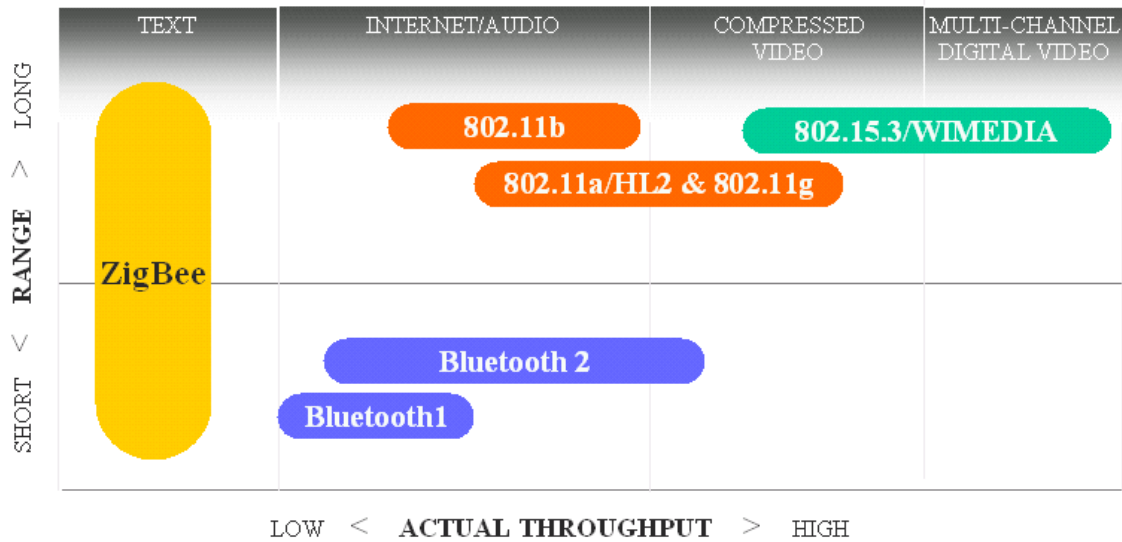 TEXT
INTERNET/AUDIO
COMPRESSED
VIDEO
MULTI-CHANNEL
DIGITAL VIDEO
SHORT < RANGE > LONG
802.11b
802.15.3/WIMEDIA
802.11a/HL2 & 802.11g
ZigBee
Bluetooth 2
Bluetooth1
LOW < ACTUAL THROUGHPUT > HIGH